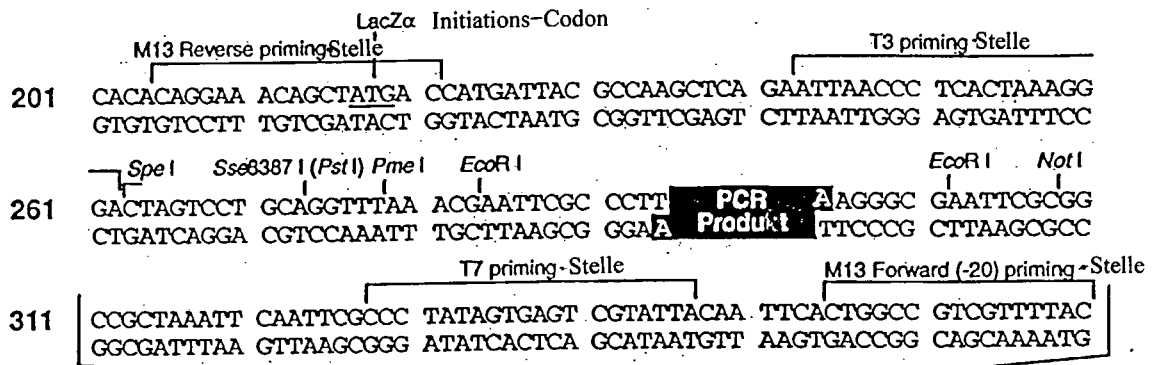 LacZα Initiations-Codon
M13 Reverse priming-Stelle T3 priming-Stelle
201 CACACAGGAA ACAGCTATGA CCATGATTAC GCCAAGCTCA GAATTAACCC TCACTAAAGG
GTGTGTCCTT TGTCGATACT GGTACTAATG CGGTTCGAGT CTTAATTGGG AGTGATTTCC
Spe I Sse8387 I (Pst I) Pme I EcoR I EcoR I Not I
261 GACTAGTCCT GCAGGTTTAA ACGAATTCGC CCTT PCR A AGGGC GAATTCGCGG
CTGATCAGGA CGTCCAAATT TGCTTAAGCG GGA A Produkt TTCCCG CTTAAGCGCC
T7 priming-Stelle M13 Forward (-20) priming-Stelle
311 CCGCTAAATT CAATTCGCCC TATAGTGAGT CGTATTACAA TTCACTGGCC GTCGTTTTAC
GGCGATTTAA GTTAAGCGGG ATATCACTCA GCATAATGTT AAGTGACCGG CAGCAAAATG